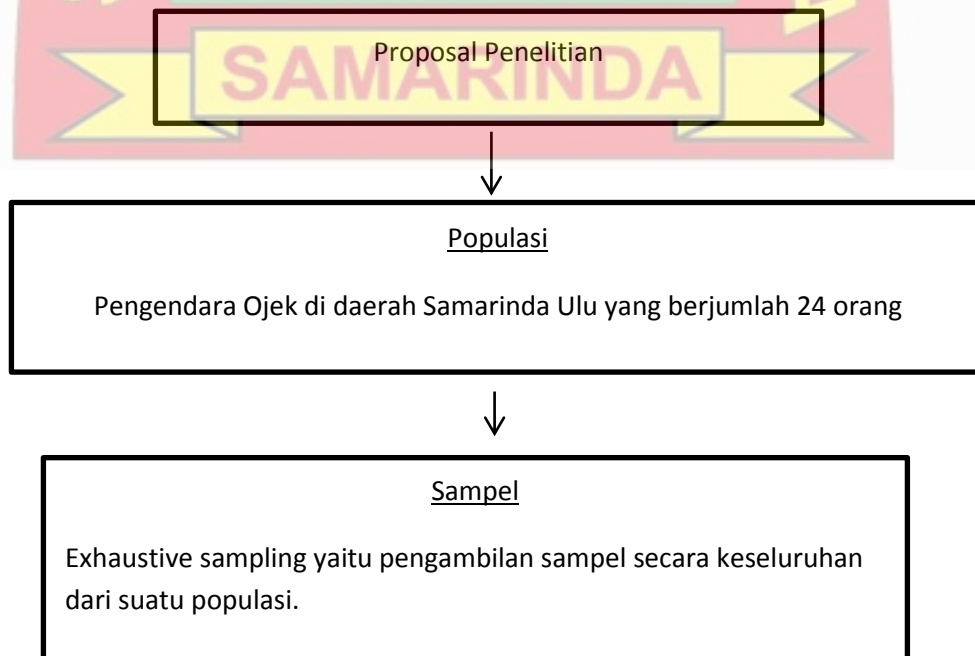 Proposal Penelitian
SAMARINDA
Populasi
Pengendara Ojek di daerah Samarinda Ulu yang berjumlah 24 orang
Sampel
Exhaustive sampling yaitu pengambilan sampel secara keseluruhan
dari suatu populasi.